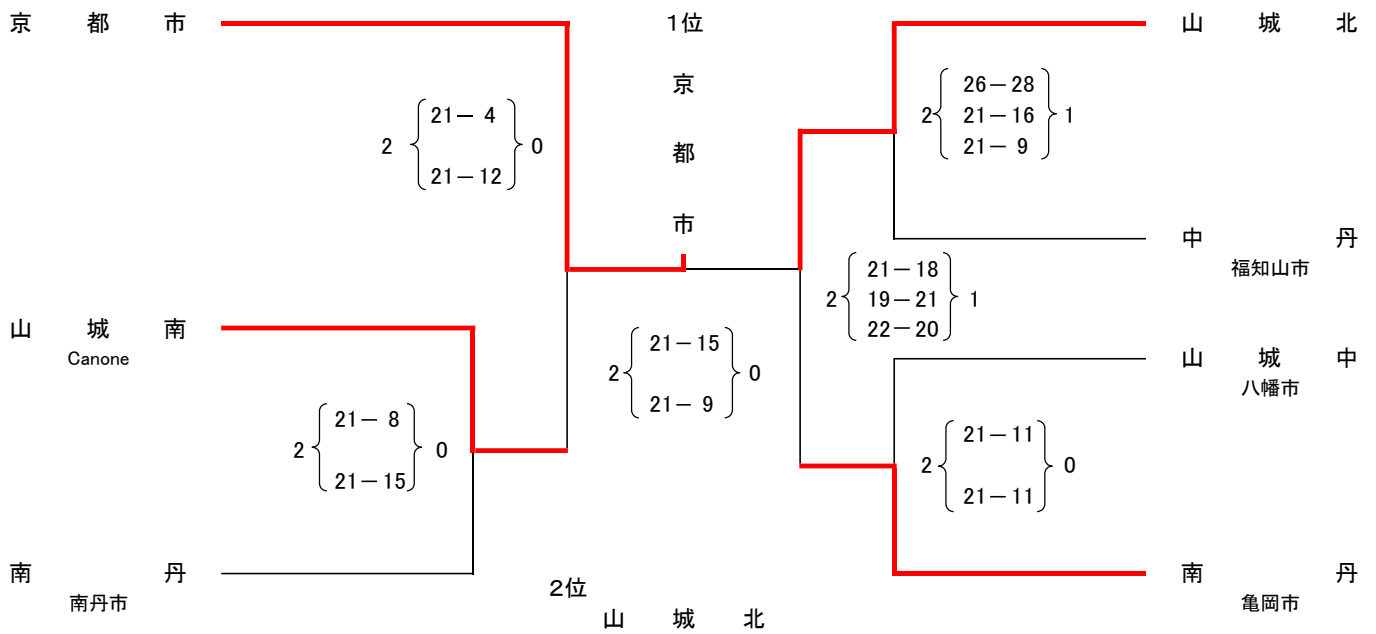 京都市
1位
京都市
山城北
2 21－ 4 0
21－12
26－28
2 21－16 1
21－ 9
中丹
福知山市
21－18
2 19－21 1
22－20
山城南
Canone
21－15
2 0
21－ 9
山城中
八幡市
21－ 8
2 0
21－15
21－11
2 0
21－11
南丹
南丹市
2位
山城北
南丹
亀岡市